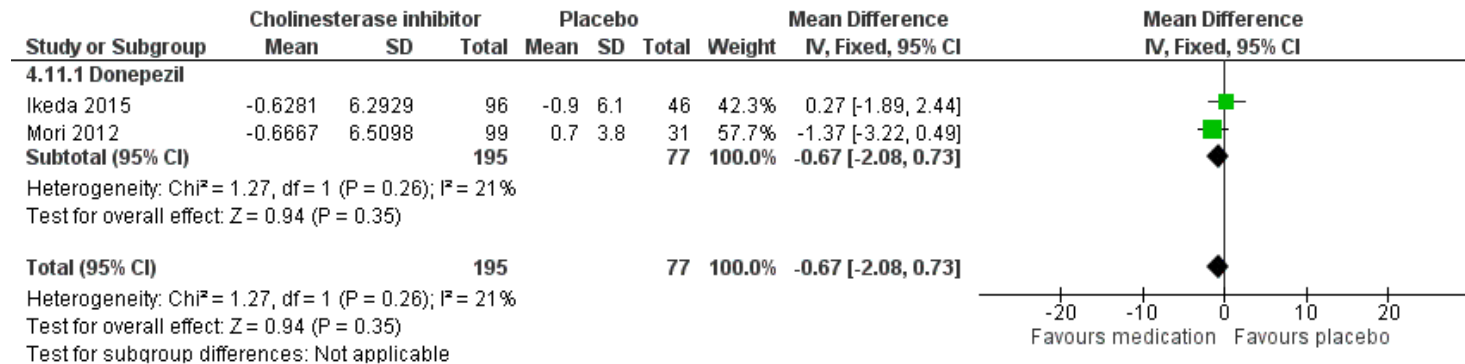 Cholinesterase inhibitor Placebo Mean Difference Mean Difference
Study or Subgroup Mean SD Total Mean SD Total Weight IV, Fixed, 95% CI IV, Fixed, 95% CI
4.11.1 Donepezil
Ikeda 2015 -0.6281 6.2929 96 -0.9 6.1 46 42.3% 0.27 [-1.89, 2.44]
Mori 2012 -0.6667 6.5098 99 0.7 3.8 31 57.7% -1.37 [-3.22, 0.49]
Subtotal (95% CI) 195 77 100.0% -0.67 [-2.08, 0.73]
Heterogeneity: Chi² = 1.27, df = 1 (P = 0.26); I² = 21%
Test for overall effect: Z = 0.94 (P = 0.35)
Total (95% CI) 195 77 100.0% -0.67 [-2.08, 0.73]
Heterogeneity: Chi² = 1.27, df = 1 (P = 0.26); I² = 21%
Test for overall effect: Z = 0.94 (P = 0.35)
Test for subgroup differences: Not applicable
-20 -10 0 10 20
Favours medication Favours placebo